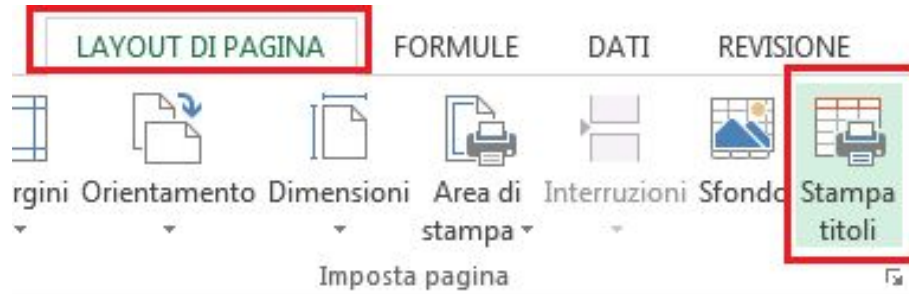 LAYOUT DI PAGINA FORMULE DATI REVISIONE
rgini Orientamento Dimensioni Area di Interruzioni Sfondo Stampa
stampa titoli
Imposta pagina